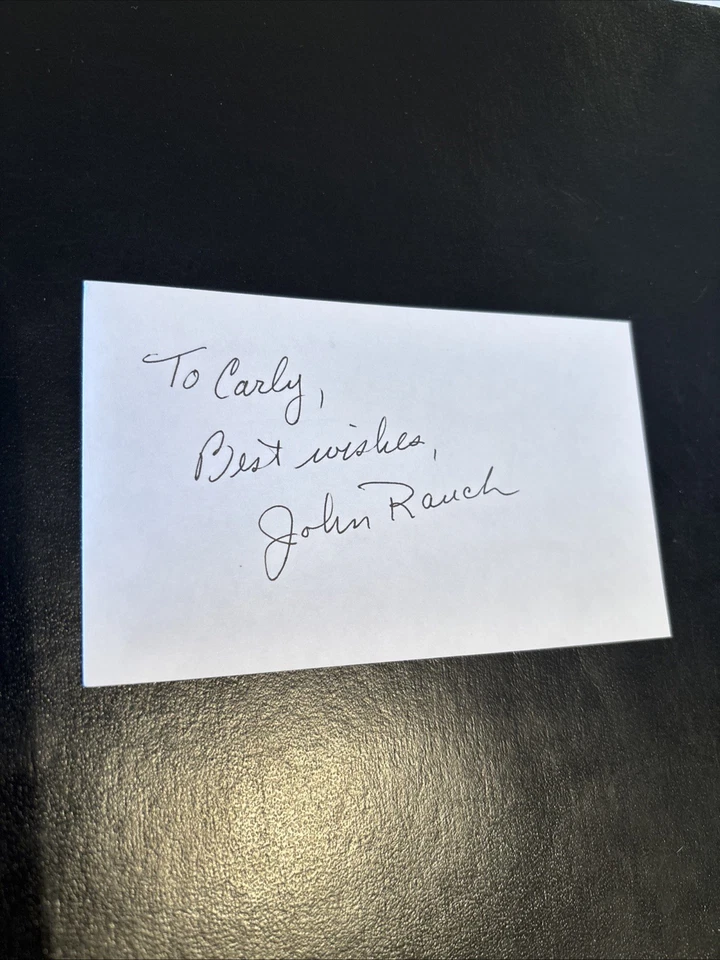 To Carly,
Best wishes,
John Rauch